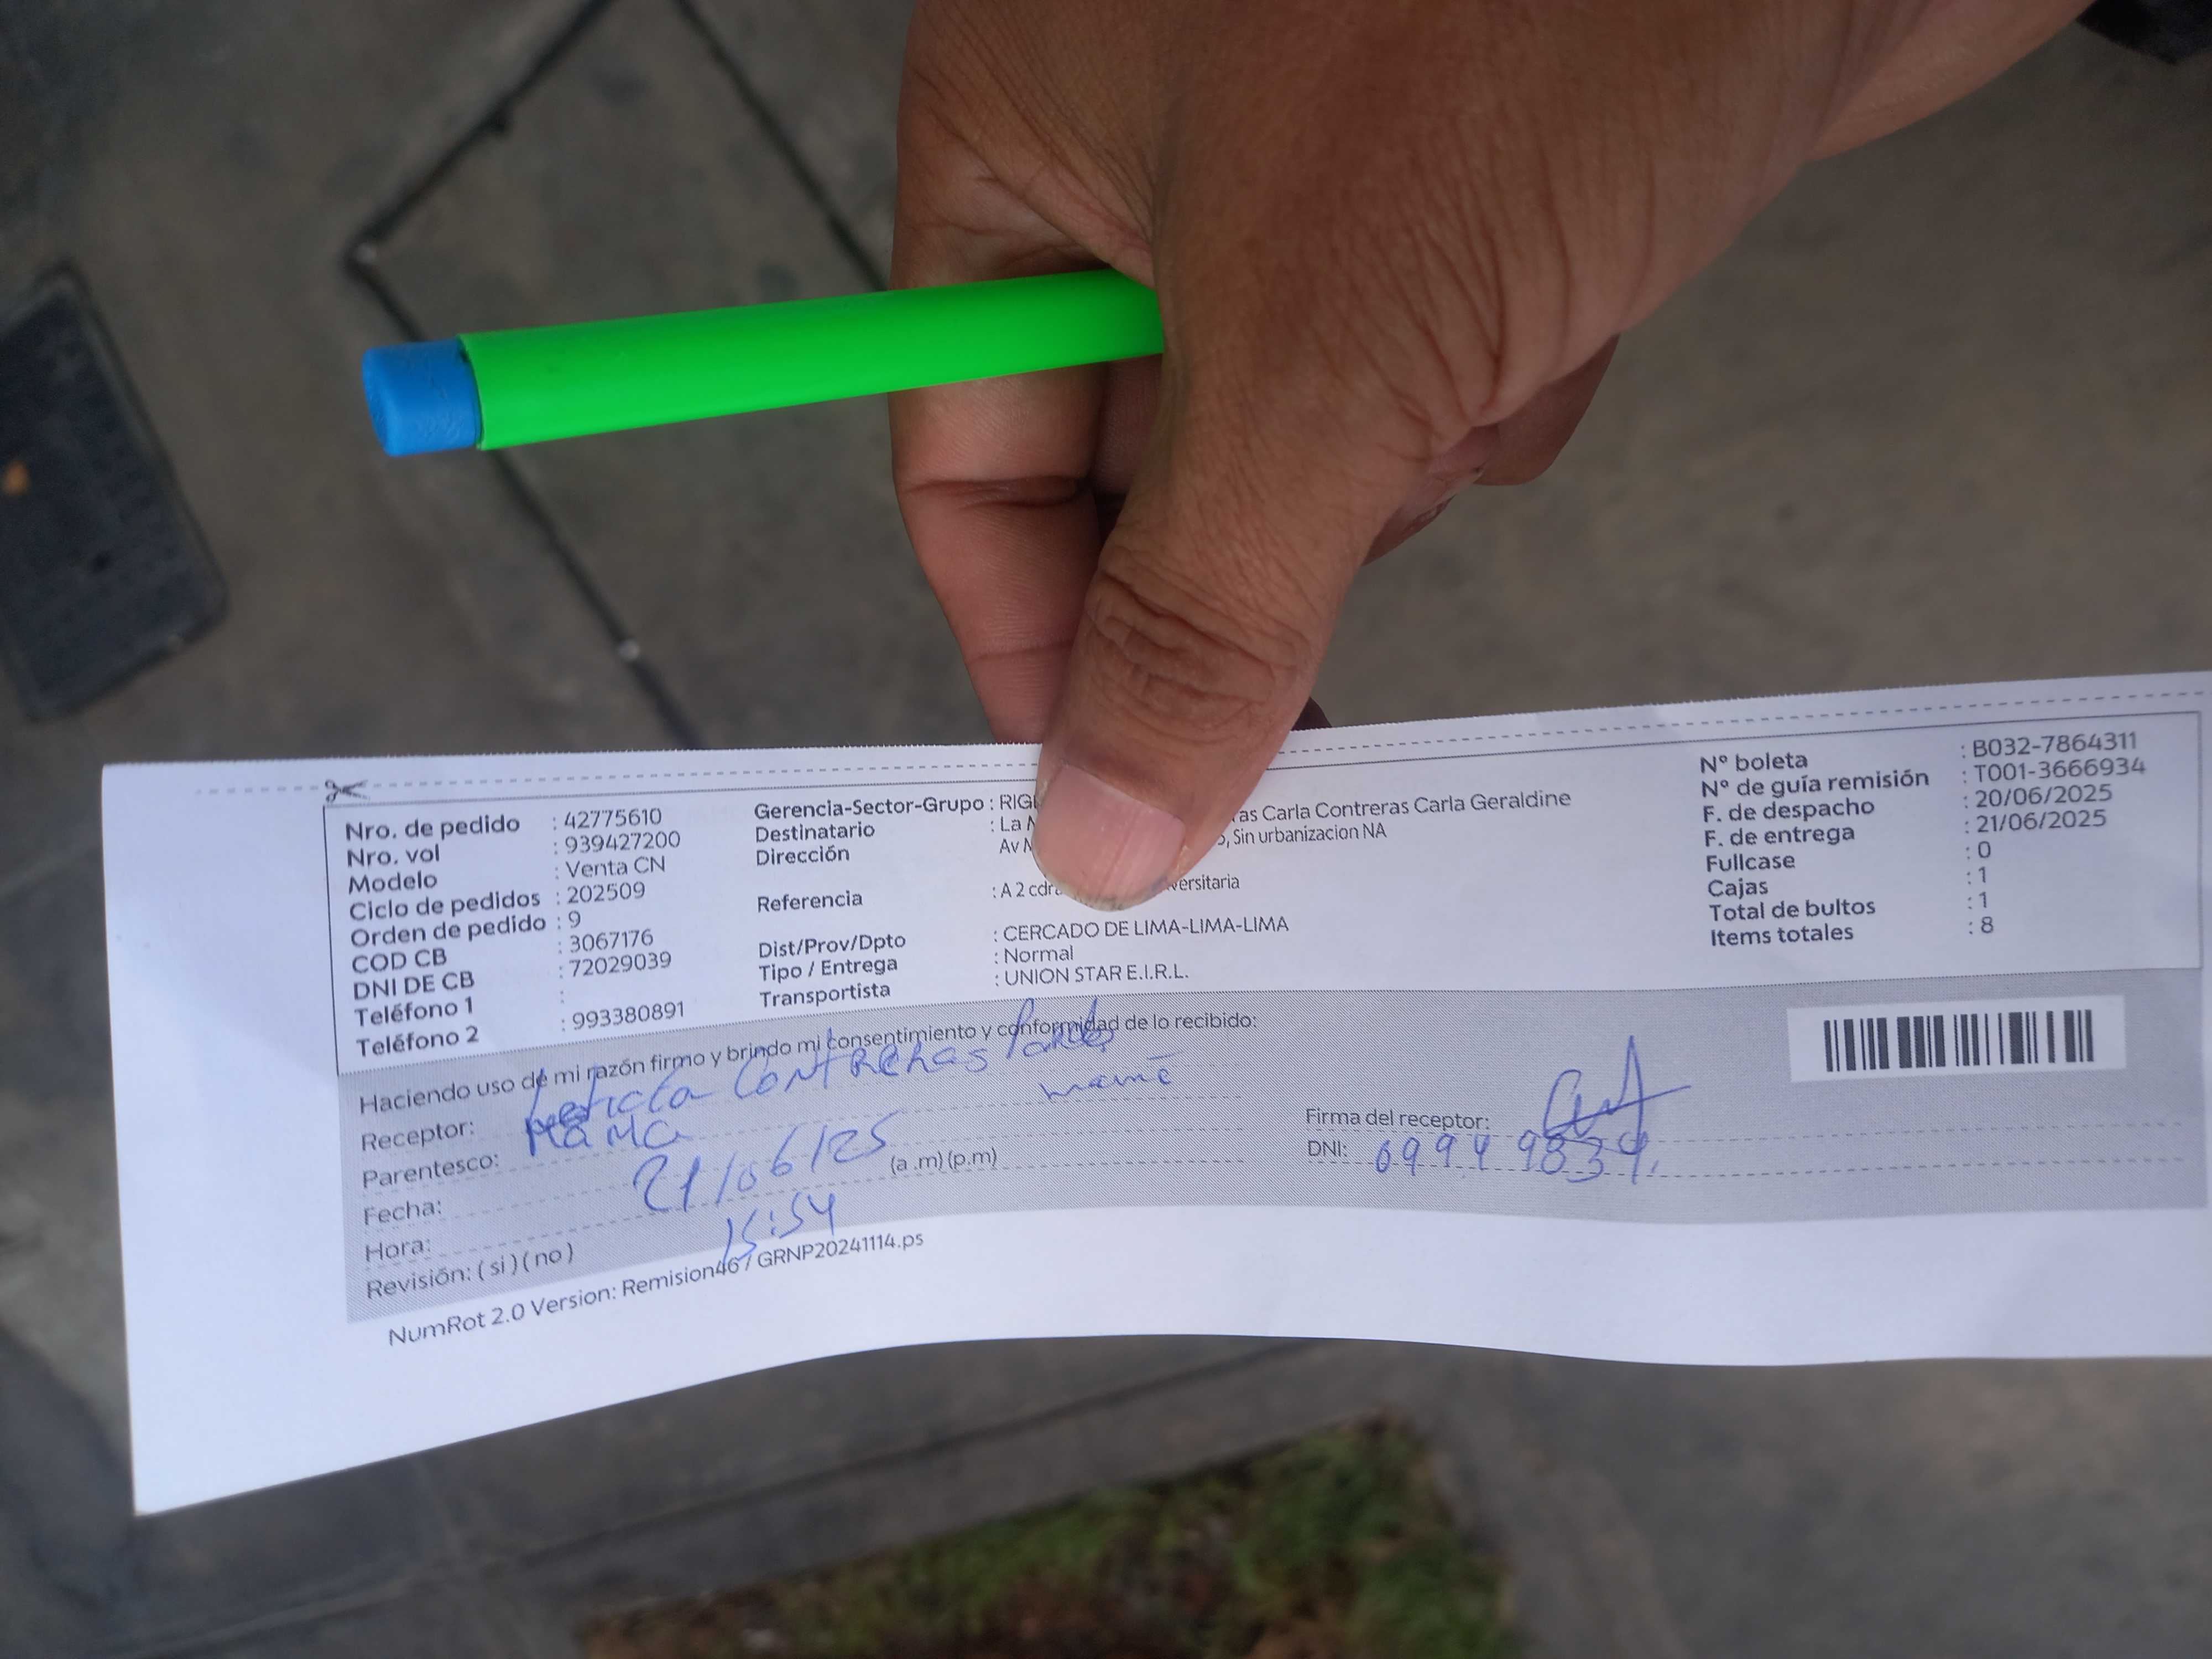 Nro. de pedido : 42775610
Nro. vol : 939427200
Modelo : Venta CN
Ciclo de pedidos : 202509
Orden de pedido : 9
COD CB : 3067176
DNI DE CB : 72029039
Teléfono 1 :
Teléfono 2 : 993380891
Gerencia-Sector-Grupo : RIG
Destinatario : La ras Carla Contreras Carla Geraldine
Dirección Av , Sin urbanizacion NA
Referencia : A 2 cdr versitaria
Dist/Prov/Dpto : CERCADO DE LIMA-LIMA-LIMA
Tipo / Entrega : Normal
Transportista : UNION STAR E.I.R.L.
N° boleta : B032-7864311
N° de guía remisión : T001-3666934
F. de despacho : 20/06/2025
F. de entrega : 21/06/2025
Fullcase : 0
Cajas : 1
Total de bultos : 1
Items totales : 8
Haciendo uso de mi razón firmo y brindo mi consentimiento y conformidad de lo recibido:
Receptor: Contreras
Parentesco: Mama
Fecha: 21/06/25
Hora: 15:54 (a .m) (p.m)
Revisión: ( si ) ( no )
Firma del receptor:
DNI:
NumRot 2.0 Version: Remision46 / GRNP20241114.ps